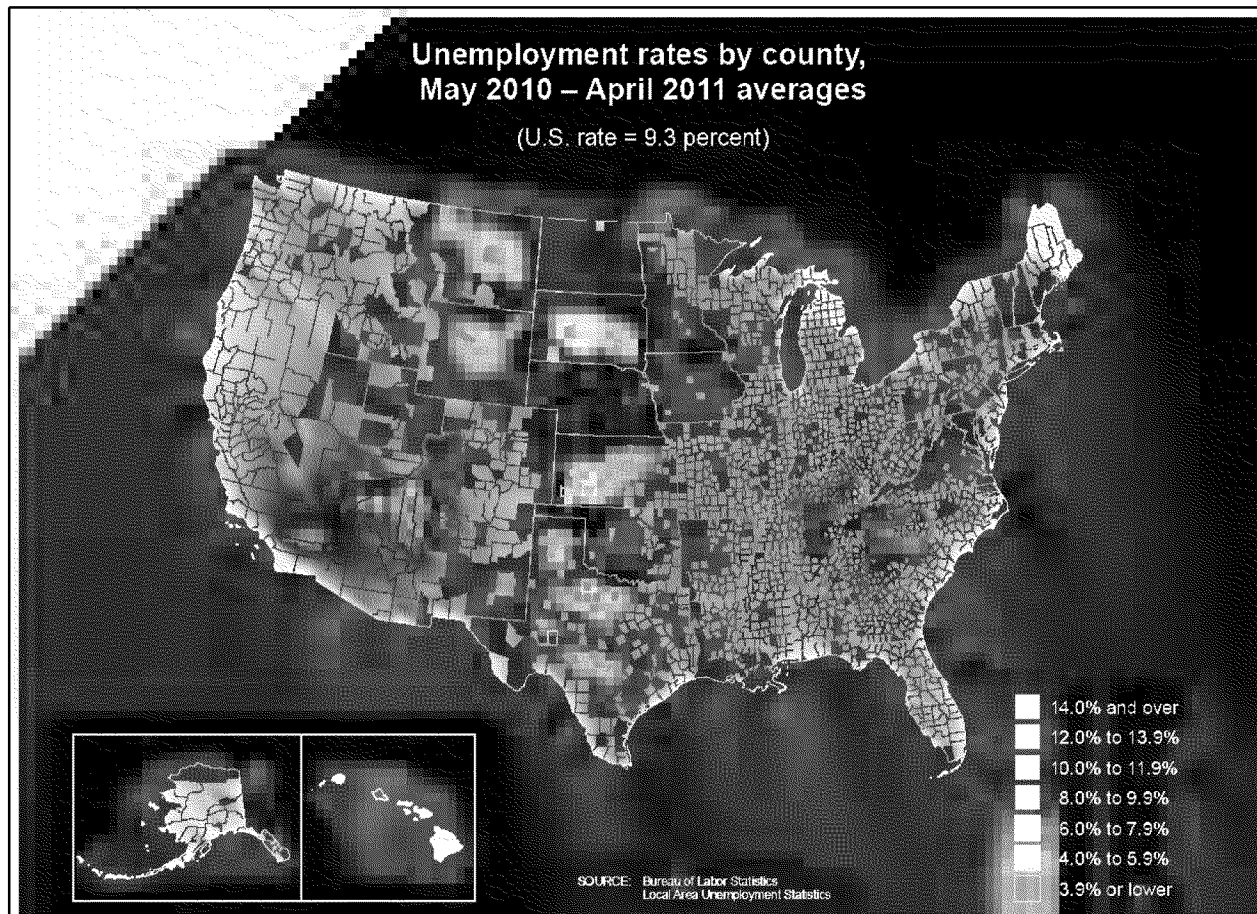 Unemployment rates by county,
May 2010 – April 2011 averages
(U.S. rate = 9.3 percent)
14.0% and over
12.0% to 13.9%
10.0% to 11.9%
8.0% to 9.9%
6.0% to 7.9%
4.0% to 5.9%
3.9% or lower
SOURCE: Bureau of Labor Statistics
Local Area Unemployment Statistics